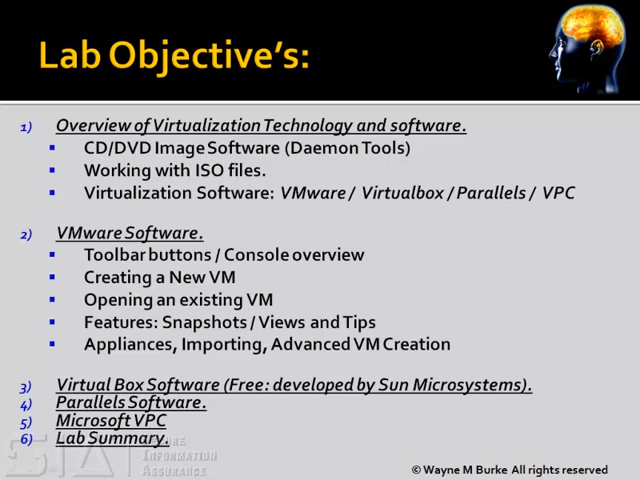 Lab Objective's:
1) Overview of Virtualization Technology and software.
▪ CD/DVD Image Software (Daemon Tools)
▪ Working with ISO files.
▪ Virtualization Software: VMware / Virtualbox / Parallels / VPC
2) VMware Software.
▪ Toolbar buttons / Console overview
▪ Creating a New VM
▪ Opening an existing VM
▪ Features: Snapshots / Views and Tips
▪ Appliances, Importing, Advanced VM Creation
3) Virtual Box Software (Free: developed by Sun Microsystems).
4) Parallels Software.
5) Microsoft VPC
6) Lab Summary.
Information
Assurance
© Wayne M Burke All rights reserved